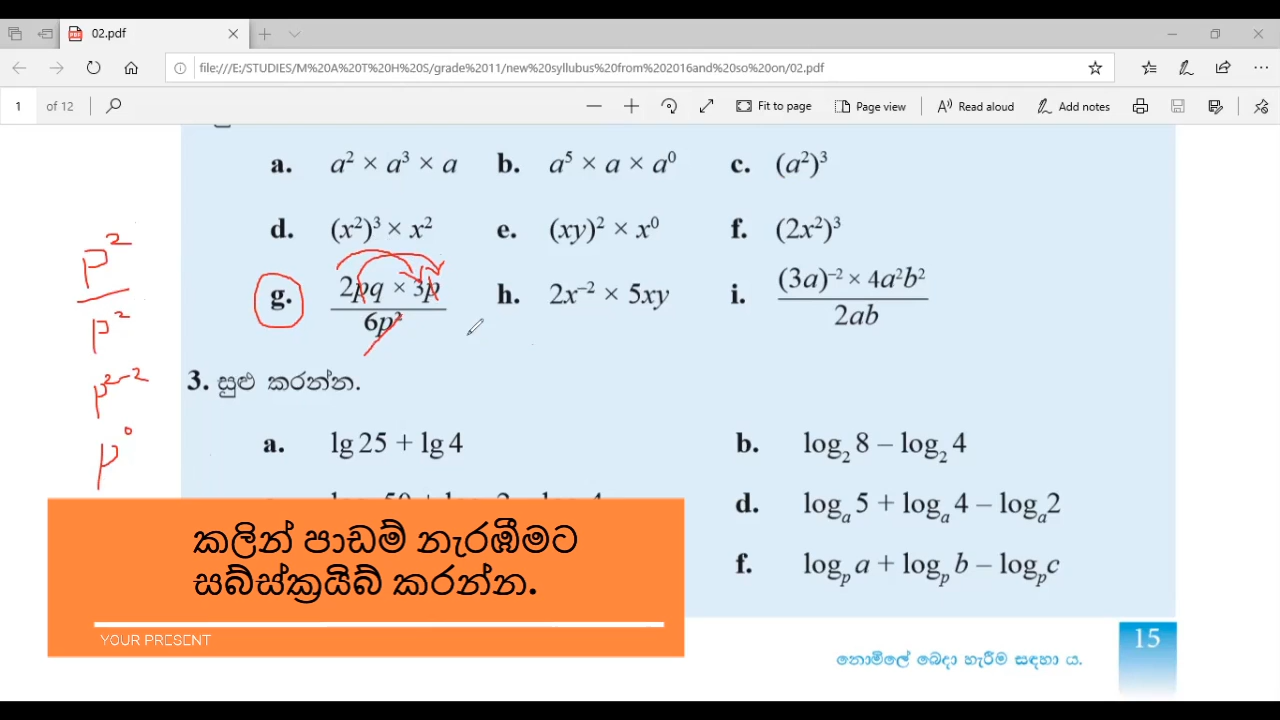 02.pdf
file:///E:/STUDIES/M%20A%20T%20H%20S/grade%2011/new%20syllubus%20from%202016and%20so%20on/02.pdf
1 of 12 Fit to page Page view Read aloud Add notes
a. a² × a³ × a b. a⁵ × a × a⁰ c. (a²)³
d. (x²)³ × x² e. (xy)² × x⁰ f. (2x²)³
g. 2pq × 3p / 6p² h. 2x⁻² × 5xy i. (3a)⁻² × 4a²b² / 2ab
p²
p²
p²⁻²
p⁰
3. සුළු කරන්න.
a. lg 25 + lg 4 b. log₂ 8 – log₂ 4
d. logₐ 5 + logₐ 4 – logₐ 2
f. logₚ a + logₚ b – logₚ c
කලින් පාඩම් නැරඹීමට
සබ්ස්ක්‍රයිබ් කරන්න.
YOUR PRESENT
15
නොමිලේ බෙදා හැරීම සඳහා ය.